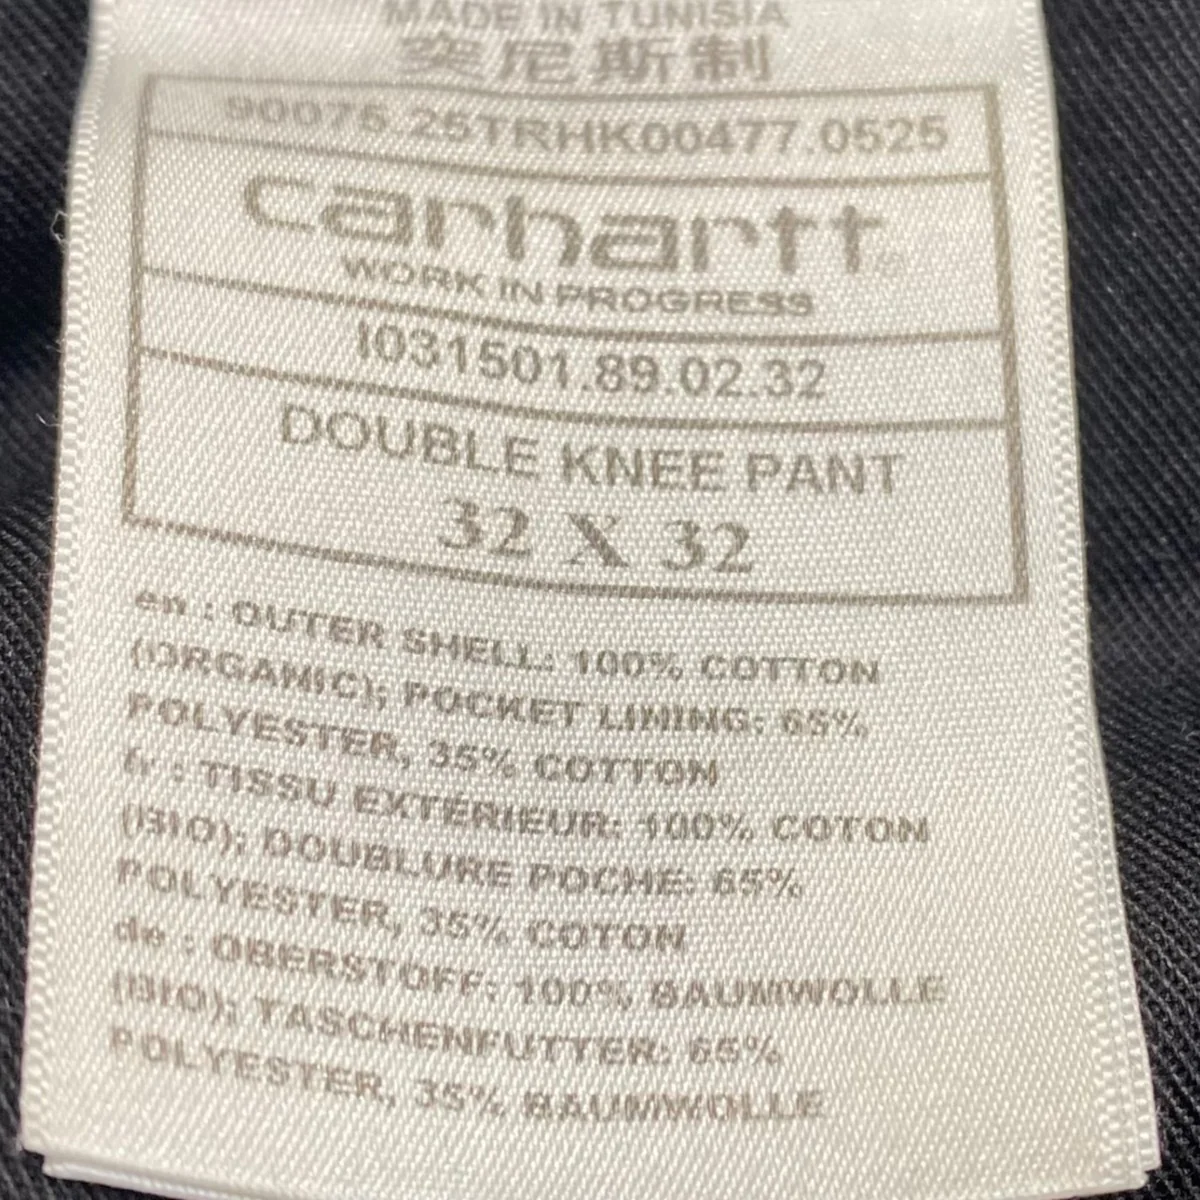 MADE IN TUNISIA
突尼斯制
90075.25TRHK00477.0525
carhartt®
WORK IN PROGRESS
I031501.89.02.32
DOUBLE KNEE PANT
32 X 32
en : OUTER SHELL: 100% COTTON
(ORGANIC); POCKET LINING: 65%
POLYESTER, 35% COTTON
fr : TISSU EXTÉRIEUR: 100% COTON
(BIO); DOUBLURE POCHE: 65%
POLYESTER, 35% COTON
de : OBERSTOFF: 100% BAUMWOLLE
(BIO); TASCHENFUTTER: 65%
POLYESTER, 35% BAUMWOLLE